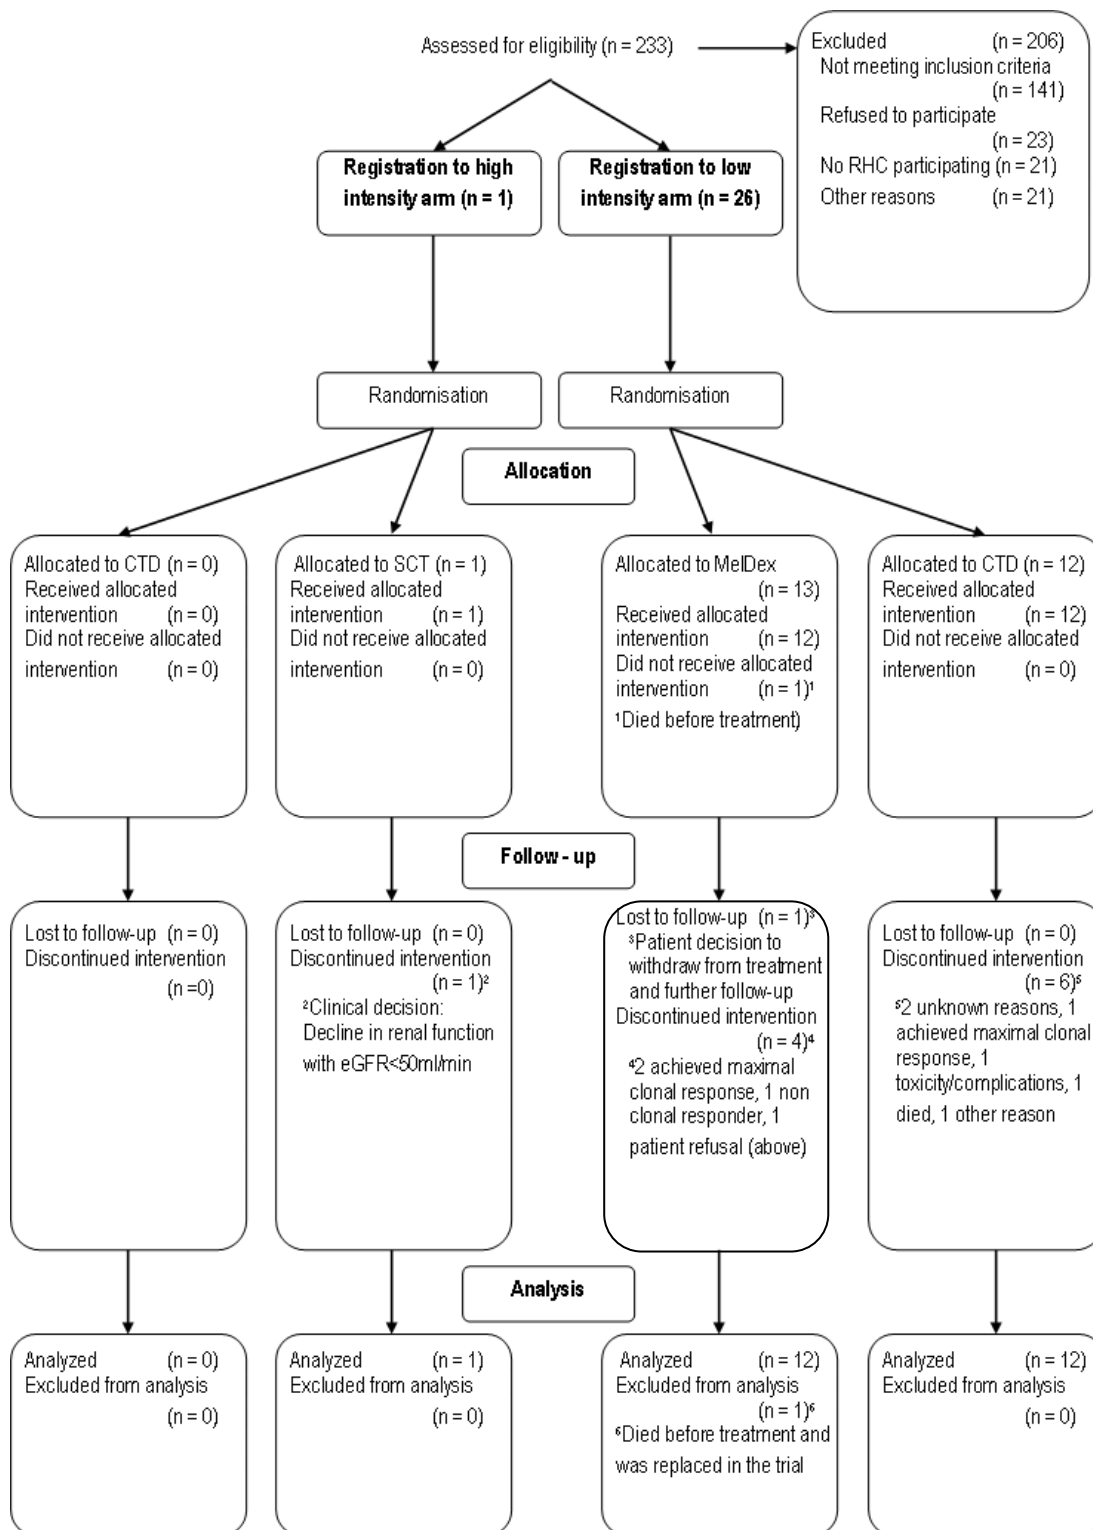 Assessed for eligibility (n = 233)
Excluded (n = 206)
Not meeting inclusion criteria
(n = 141)
Refused to participate
(n = 23)
No RHC participating (n = 21)
Other reasons (n = 21)
Registration to high
intensity arm (n = 1)
Registration to low
intensity arm (n = 26)
Randomisation
Randomisation
Allocation
Allocated to CTD (n = 0)
Received allocated
intervention (n = 0)
Did not receive allocated
intervention (n = 0)
Allocated to SCT (n = 1)
Received allocated
intervention (n = 1)
Did not receive allocated
intervention (n = 0)
Allocated to MelDex
(n = 13)
Received allocated
intervention (n = 12)
Did not receive allocated
intervention (n = 1)¹
¹Died before treatment)
Allocated to CTD (n = 12)
Received allocated
intervention (n = 12)
Did not receive allocated
intervention (n = 0)
Follow - up
Lost to follow-up (n = 0)
Discontinued intervention
(n =0)
Lost to follow-up (n = 0)
Discontinued intervention
(n = 1)²
²Clinical decision:
Decline in renal function
with eGFR<50ml/min
Lost to follow-up (n = 1)³
³Patient decision to
withdraw from treatment
and further follow-up
Discontinued intervention
(n = 4)⁴
⁴2 achieved maximal
clonal response, 1 non
clonal responder, 1
patient refusal (above)
Lost to follow-up (n = 0)
Discontinued intervention
(n = 6)⁵
⁵2 unknown reasons, 1
achieved maximal clonal
response, 1
toxicity/complications, 1
died, 1 other reason
Analysis
Analyzed (n = 0)
Excluded from analysis
(n = 0)
Analyzed (n = 1)
Excluded from analysis
(n = 0)
Analyzed (n = 12)
Excluded from analysis
(n = 1)⁶
⁶Died before treatment and
was replaced in the trial
Analyzed (n = 12)
Excluded from analysis
(n = 0)